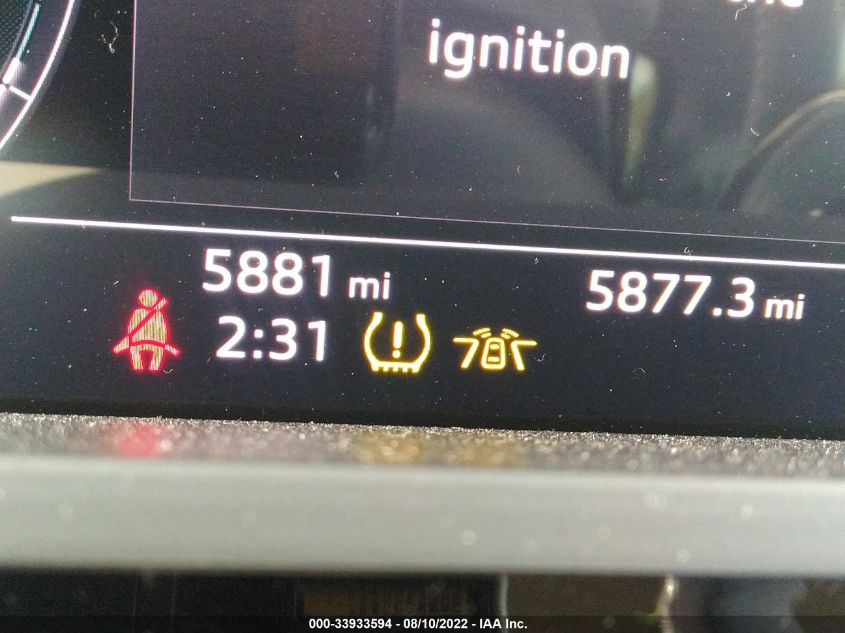 ignition
5881 mi
5877.3 mi
2:31
000-33933594 - 08/10/2022 - IAA Inc.